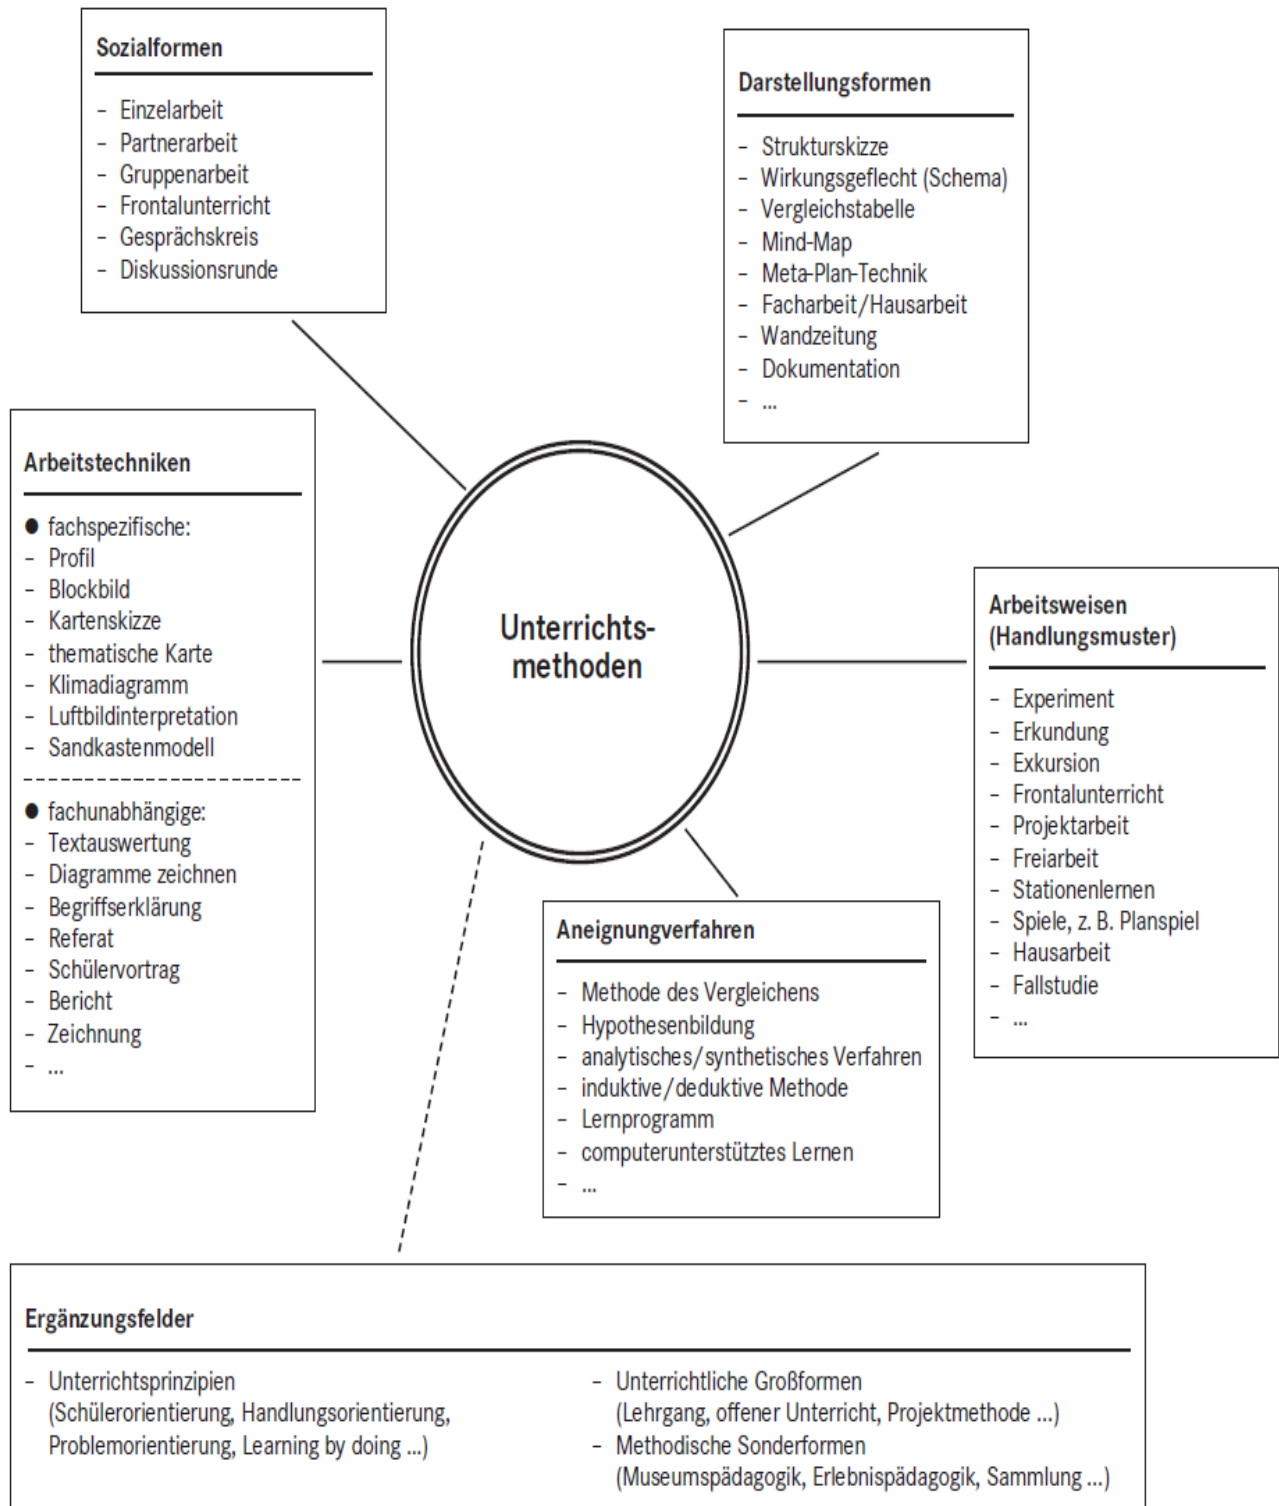 Sozialformen
– Einzelarbeit
– Partnerarbeit
– Gruppenarbeit
– Frontalunterricht
– Gesprächskreis
– Diskussionsrunde
Darstellungsformen
– Strukturskizze
– Wirkungsgeflecht (Schema)
– Vergleichstabelle
– Mind-Map
– Meta-Plan-Technik
– Facharbeit/Hausarbeit
– Wandzeitung
– Dokumentation
– ...
Arbeitstechniken
● fachspezifische:
– Profil
– Blockbild
– Kartenskizze
– thematische Karte
– Klimadiagramm
– Luftbildinterpretation
– Sandkastenmodell
● fachunabhängige:
– Textauswertung
– Diagramme zeichnen
– Begriffserklärung
– Referat
– Schülervortrag
– Bericht
– Zeichnung
– ...
Unterrichts-
methoden
Arbeitsweisen
(Handlungsmuster)
– Experiment
– Erkundung
– Exkursion
– Frontalunterricht
– Projektarbeit
– Freiarbeit
– Stationenlernen
– Spiele, z. B. Planspiel
– Hausarbeit
– Fallstudie
– ...
Aneignungverfahren
– Methode des Vergleichens
– Hypothesenbildung
– analytisches/synthetisches Verfahren
– induktive/deduktive Methode
– Lernprogramm
– computerunterstütztes Lernen
– ...
Ergänzungsfelder
– Unterrichtsprinzipien
(Schülerorientierung, Handlungsorientierung,
Problemorientierung, Learning by doing ...)
– Unterrichtliche Großformen
(Lehrgang, offener Unterricht, Projektmethode ...)
– Methodische Sonderformen
(Museumspädagogik, Erlebnispädagogik, Sammlung ...)